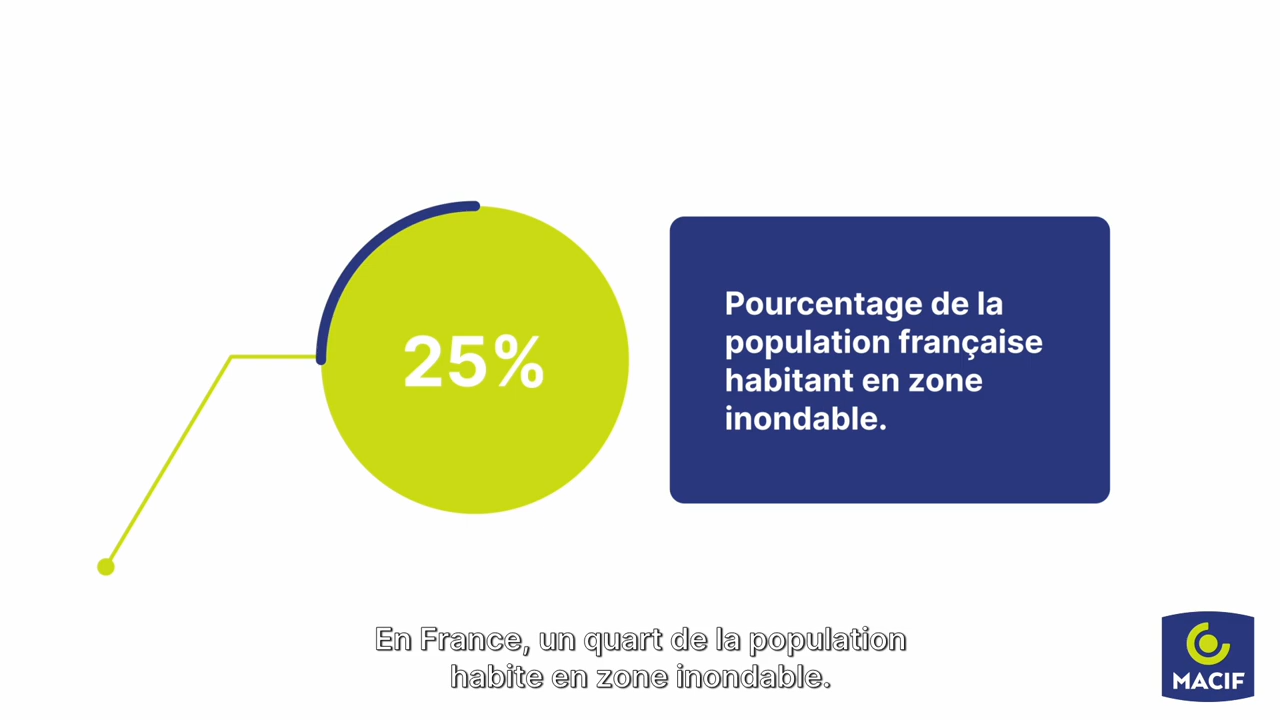 25%
Pourcentage de la
population française
habitant en zone
inondable.
En France, un quart de la population
habite en zone inondable.
MACIF